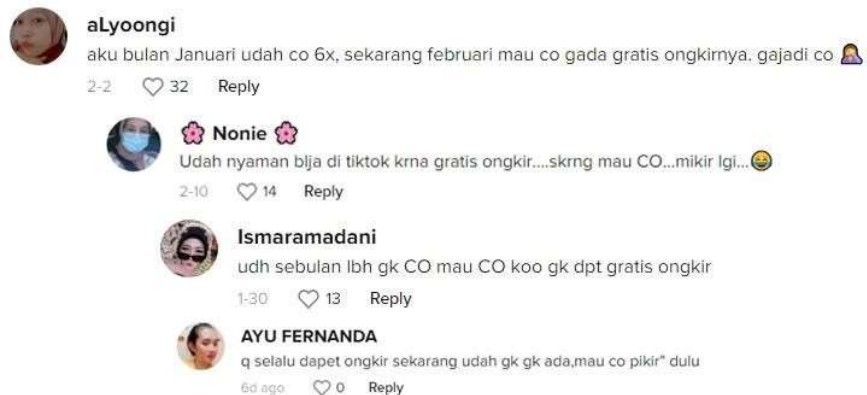 aLyoongi
aku bulan Januari udah co 6x, sekarang februari mau co gada gratis ongkirnya. gajadi co 🤦‍♀️
2-2 32 Reply
🌸 Nonie 🌸
Udah nyaman blja di tiktok krna gratis ongkir....skrng mau CO...mikir lgi...😂
2-10 14 Reply
Ismaramadani
udh sebulan lbh gk CO mau CO koo gk dpt gratis ongkir
1-30 13 Reply
AYU FERNANDA
q selalu dapet ongkir sekarang udah gk gk ada,mau co pikir" dulu
6d ago 0 Reply